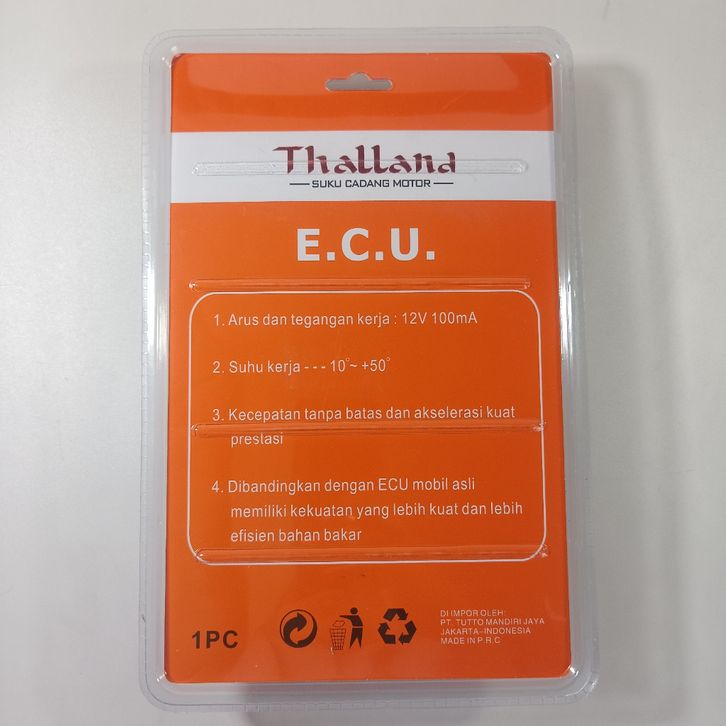 Thailand
SUKU CADANG MOTOR
E.C.U.
1. Arus dan tegangan kerja : 12V 100mA
2. Suhu kerja - - - 10°~ +50°
3. Kecepatan tanpa batas dan akselerasi kuat
prestasi
4. Dibandingkan dengan ECU mobil asli
memiliki kekuatan yang lebih kuat dan lebih
efisien bahan bakar
1PC
DI IMPOR OLEH:
PT. TUTTO MANDIRI JAYA
JAKARTA-INDONESIA
MADE IN P.R.C